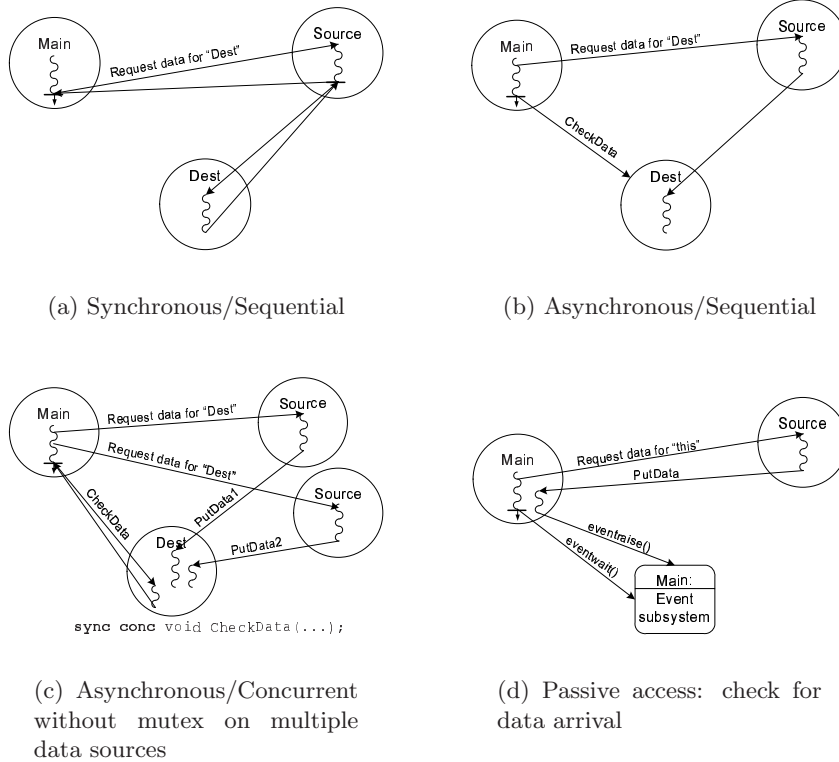 Main
Source
Request data for "Dest"
Dest
(a) Synchronous/Sequential
Main
Source
Request data for "Dest"
CheckData
Dest
(b) Asynchronous/Sequential
Main
Source
Request data for "Dest"
Request data for "Dest"
Source
CheckData
PutData1
Dest
PutData2
sync conc void CheckData(...);
(c) Asynchronous/Concurrent
without mutex on multiple
data sources
Source
Main
Request data for "this"
PutData
eventraise()
eventwait()
Main:
Event
subsystem
(d) Passive access: check for
data arrival